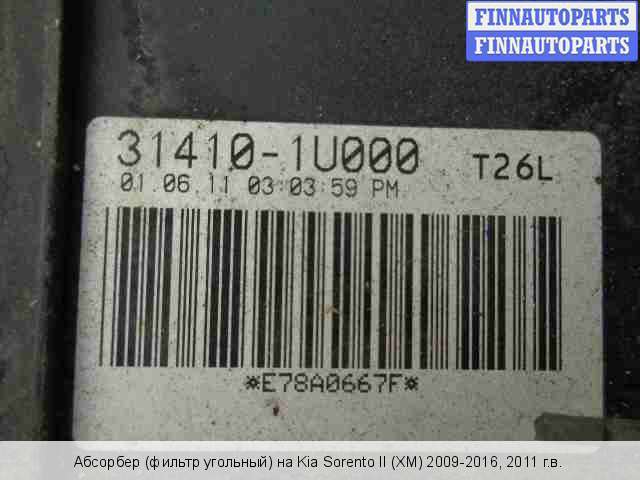 FINNAUTOPARTS
FINNAUTOPARTS
31410-1U000 T26L
01.06.11 03:03:59 PM
*E78A0667F*
Абсорбер (фильтр угольный) на Kia Sorento II (XM) 2009-2016, 2011 г.в.